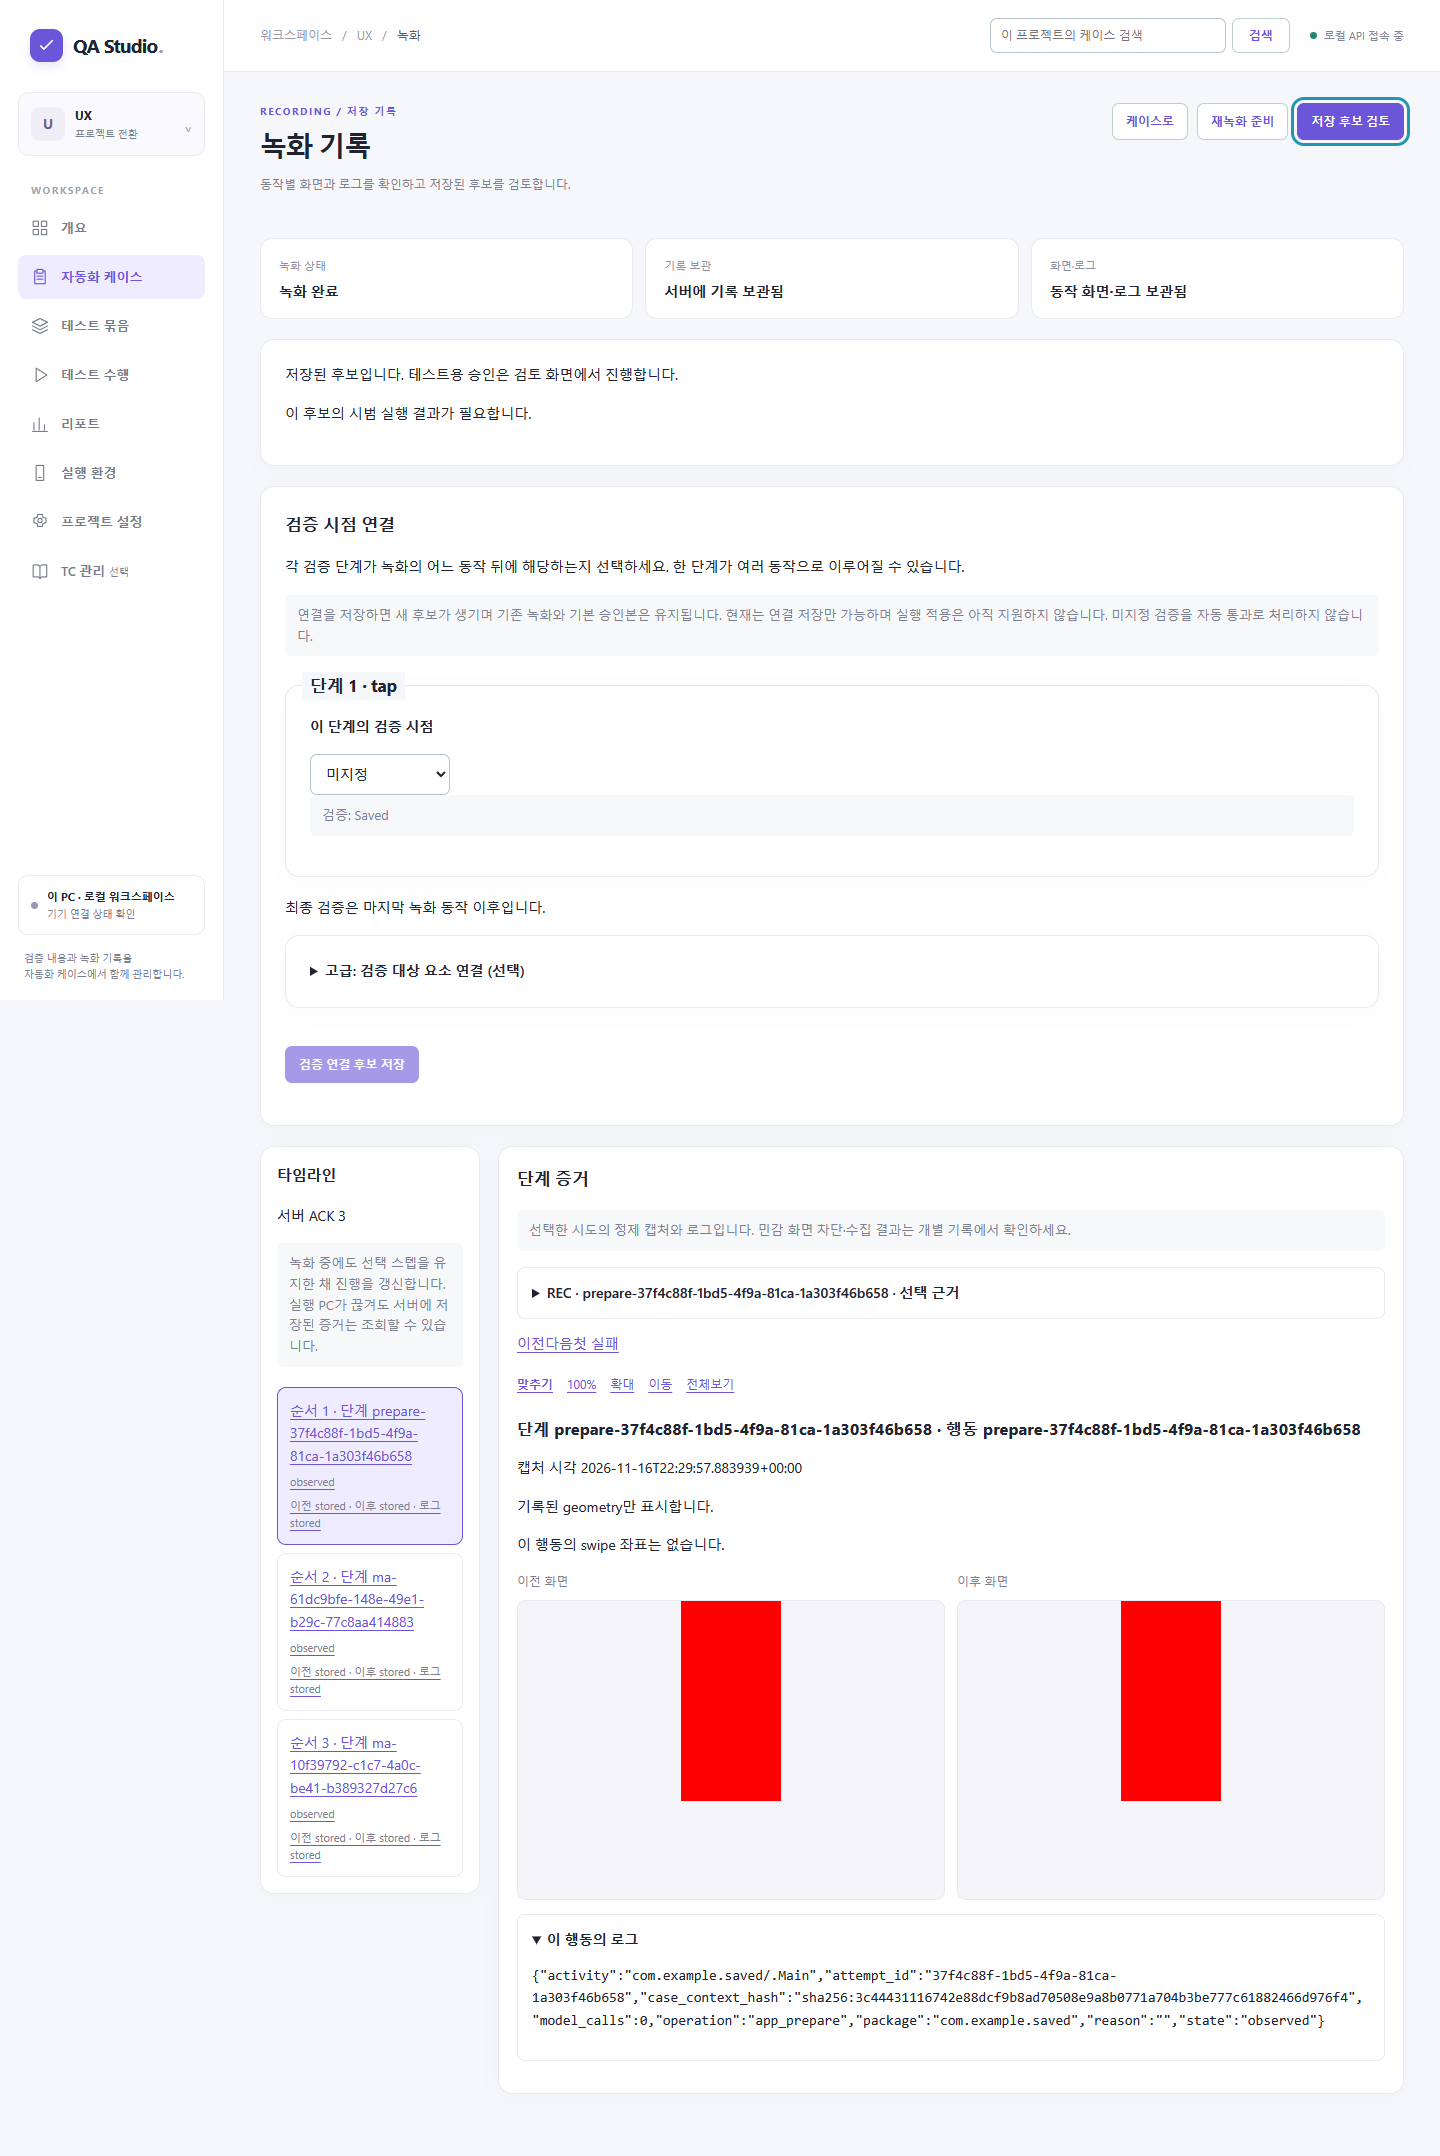 QA Studio.
U
UX
프로젝트 전환
v
WORKSPACE
개요
자동화 케이스
테스트 묶음
테스트 수행
리포트
실행 환경
프로젝트 설정
TC 관리 선택
이 PC · 로컬 워크스페이스
기기 연결 상태 확인
검증 내용과 녹화 기록을
자동화 케이스에서 함께 관리합니다.
워크스페이스 / UX / 녹화
이 프로젝트의 케이스 검색
검색
로컬 API 접속 중
RECORDING / 저장 기록
녹화 기록
동작별 화면과 로그를 확인하고 저장된 후보를 검토합니다.
케이스로
재녹화 준비
저장 후보 검토
녹화 상태
녹화 완료
기록 보관
서버에 기록 보관됨
화면·로그
동작 화면·로그 보관됨
저장된 후보입니다. 테스트용 승인은 검토 화면에서 진행합니다.
이 후보의 시범 실행 결과가 필요합니다.
검증 시점 연결
각 검증 단계가 녹화의 어느 동작 뒤에 해당하는지 선택하세요. 한 단계가 여러 동작으로 이루어질 수 있습니다.
연결을 저장하면 새 후보가 생기며 기존 녹화와 기본 승인본은 유지됩니다. 현재는 연결 저장만 가능하며 실행 적용은 아직 지원하지 않습니다. 미지정 검증을 자동 통과로 처리하지 않습니
다.
단계 1 · tap
이 단계의 검증 시점
미지정
검증: Saved
최종 검증은 마지막 녹화 동작 이후입니다.
▶ 고급: 검증 대상 요소 연결 (선택)
검증 연결 후보 저장
타임라인
서버 ACK 3
녹화 중에도 선택 스텝을 유
지한 채 진행을 갱신합니다.
실행 PC가 끊겨도 서버에 저
장된 증거는 조회할 수 있습
니다.
순서 1 · 단계 prepare-
37f4c88f-1bd5-4f9a-
81ca-1a303f46b658
observed
이전 stored · 이후 stored · 로그
stored
순서 2 · 단계 ma-
61dc9bfe-148e-49e1-
b29c-77c8aa414883
observed
이전 stored · 이후 stored · 로그
stored
순서 3 · 단계 ma-
10f39792-c1c7-4a0c-
be41-b389327d27c6
observed
이전 stored · 이후 stored · 로그
stored
단계 증거
선택한 시도의 정제 캡처와 로그입니다. 민감 화면 차단·수집 결과는 개별 기록에서 확인하세요.
▶ REC · prepare-37f4c88f-1bd5-4f9a-81ca-1a303f46b658 · 선택 근거
이전다음첫 실패
맞추기 100% 확대 이동 전체보기
단계 prepare-37f4c88f-1bd5-4f9a-81ca-1a303f46b658 · 행동 prepare-37f4c88f-1bd5-4f9a-81ca-1a303f46b658
캡처 시각 2026-11-16T22:29:57.883939+00:00
기록된 geometry만 표시합니다.
이 행동의 swipe 좌표는 없습니다.
이전 화면
이후 화면
▼ 이 행동의 로그
{"activity":"com.example.saved/.Main","attempt_id":"37f4c88f-1bd5-4f9a-81ca-
1a303f46b658","case_context_hash":"sha256:3c44431116742e88dcf9b8ad70508e9a8b0771a704b3be777c61882466d976f4",
"model_calls":0,"operation":"app_prepare","package":"com.example.saved","reason":"","state":"observed"}